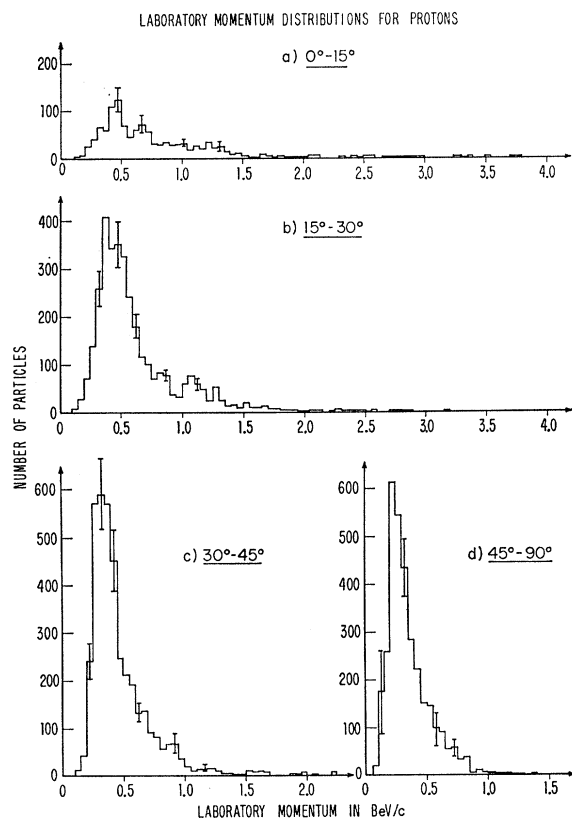 LABORATORY MOMENTUM DISTRIBUTIONS FOR PROTONS
a) 0°-15°
200
100
0
0 0.5 1.0 1.5 2.0 2.5 3.0 3.5 4.0
b) 15°-30°
400
300
200
100
0
0 0.5 1.0 1.5 2.0 2.5 3.0 3.5 4.0
NUMBER OF PARTICLES
c) 30°-45°
600
500
400
300
200
100
0
0 0.5 1.0 1.5 2.0
d) 45°-90°
600
500
400
300
200
100
0
0 0.5 1.0 1.5
LABORATORY MOMENTUM IN BeV/c